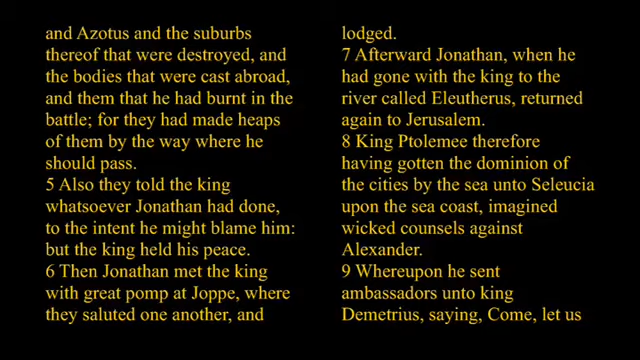 and Azotus and the suburbs
thereof that were destroyed, and
the bodies that were cast abroad,
and them that he had burnt in the
battle; for they had made heaps
of them by the way where he
should pass.
5 Also they told the king
whatsoever Jonathan had done,
to the intent he might blame him:
but the king held his peace.
6 Then Jonathan met the king
with great pomp at Joppe, where
they saluted one another, and
lodged.
7 Afterward Jonathan, when he
had gone with the king to the
river called Eleutherus, returned
again to Jerusalem.
8 King Ptolemee therefore
having gotten the dominion of
the cities by the sea unto Seleucia
upon the sea coast, imagined
wicked counsels against
Alexander.
9 Whereupon he sent
ambassadors unto king
Demetrius, saying, Come, let us